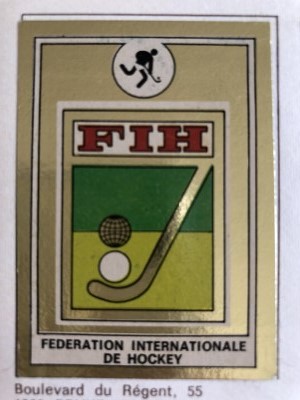 FIH
FEDERATION INTERNATIONALE
DE HOCKEY
Boulevard du Régent, 55